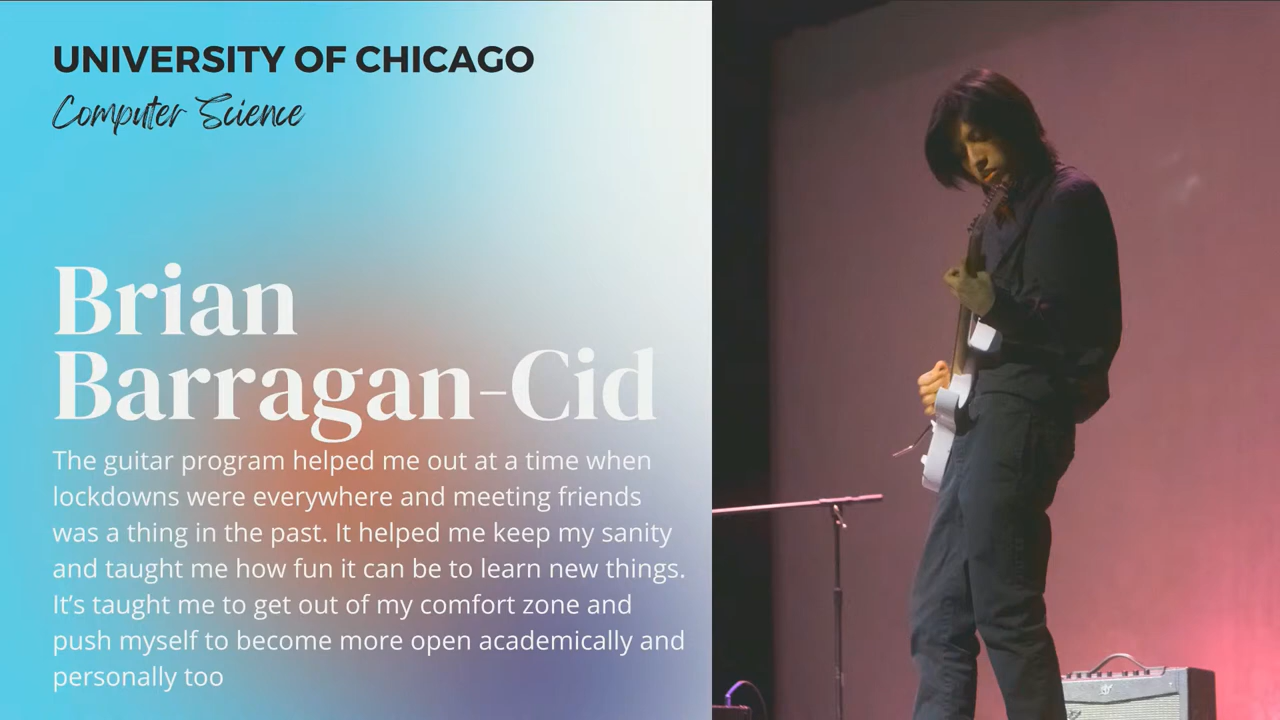 UNIVERSITY OF CHICAGO
Computer Science
Brian
Barragan-Cid
The guitar program helped me out at a time when
lockdowns were everywhere and meeting friends
was a thing in the past. It helped me keep my sanity
and taught me how fun it can be to learn new things.
It’s taught me to get out of my comfort zone and
push myself to become more open academically and
personally too